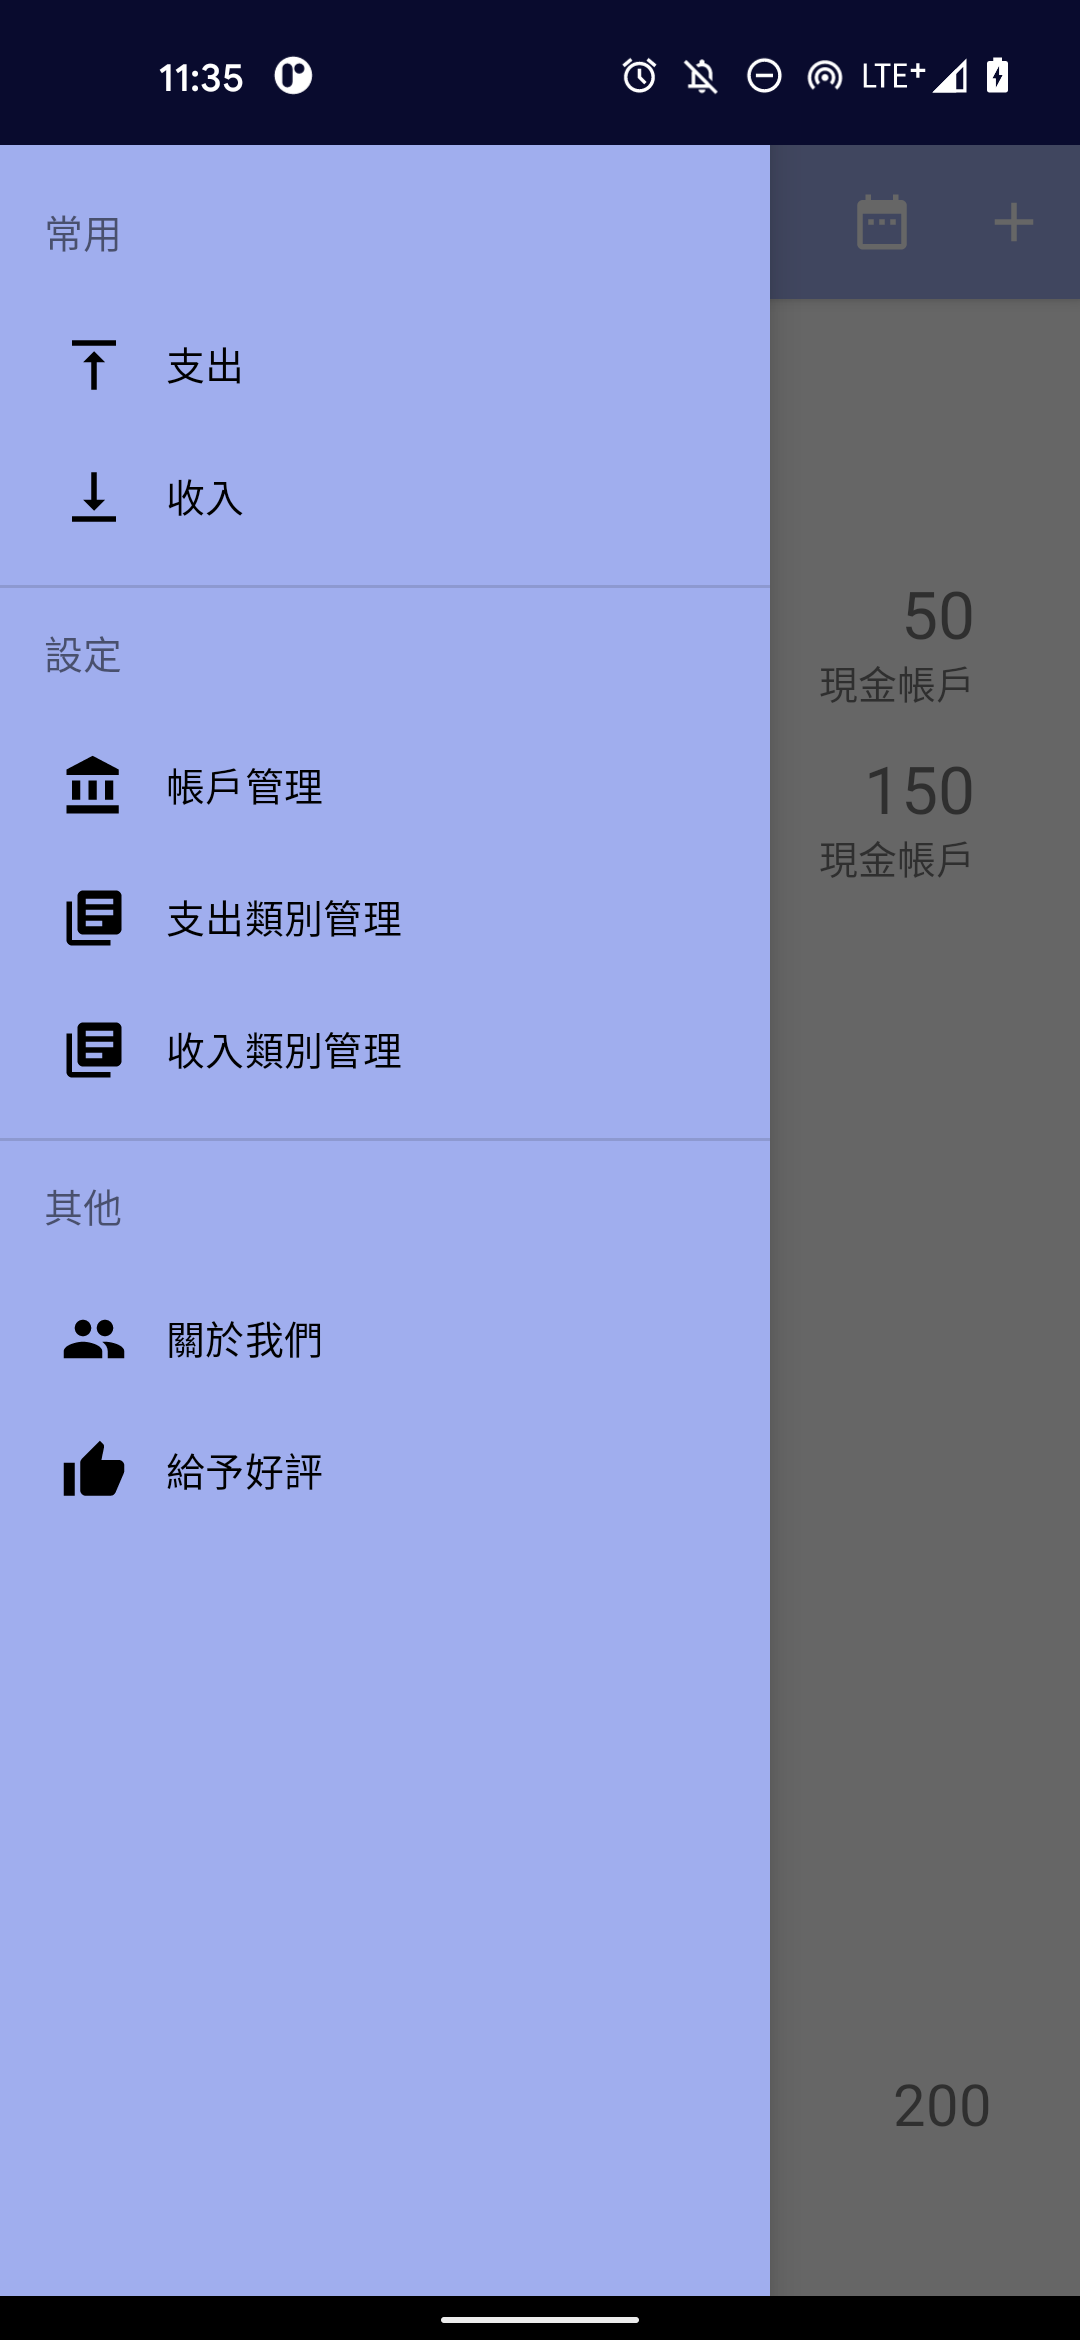 11:35
LTE+
常用
支出
收入
設定
帳戶管理
支出類別管理
收入類別管理
其他
關於我們
給予好評
50
現金帳戶
150
現金帳戶
200